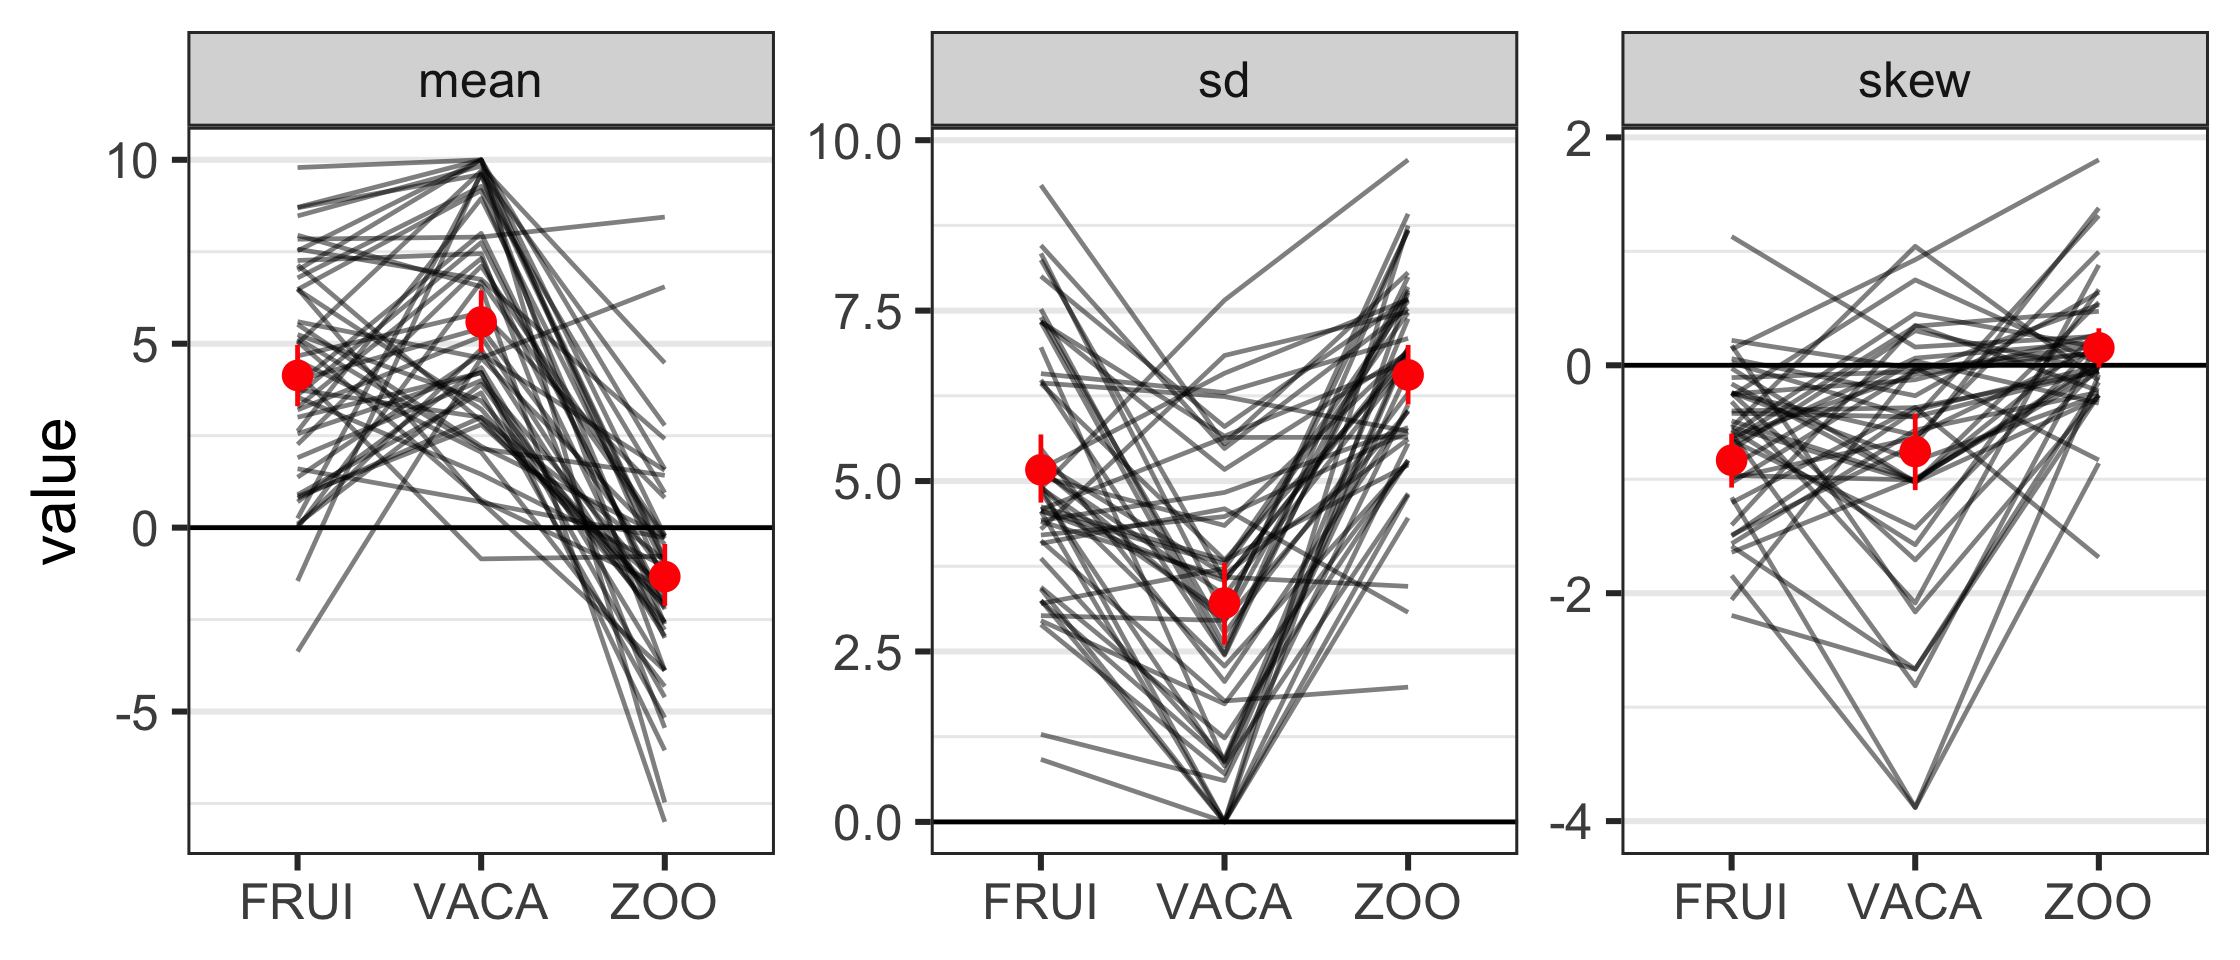 mean
sd
skew
value
10
5
0
-5
10.0
7.5
5.0
2.5
0.0
2
0
-2
-4
FRUI VACA ZOO
FRUI VACA ZOO
FRUI VACA ZOO